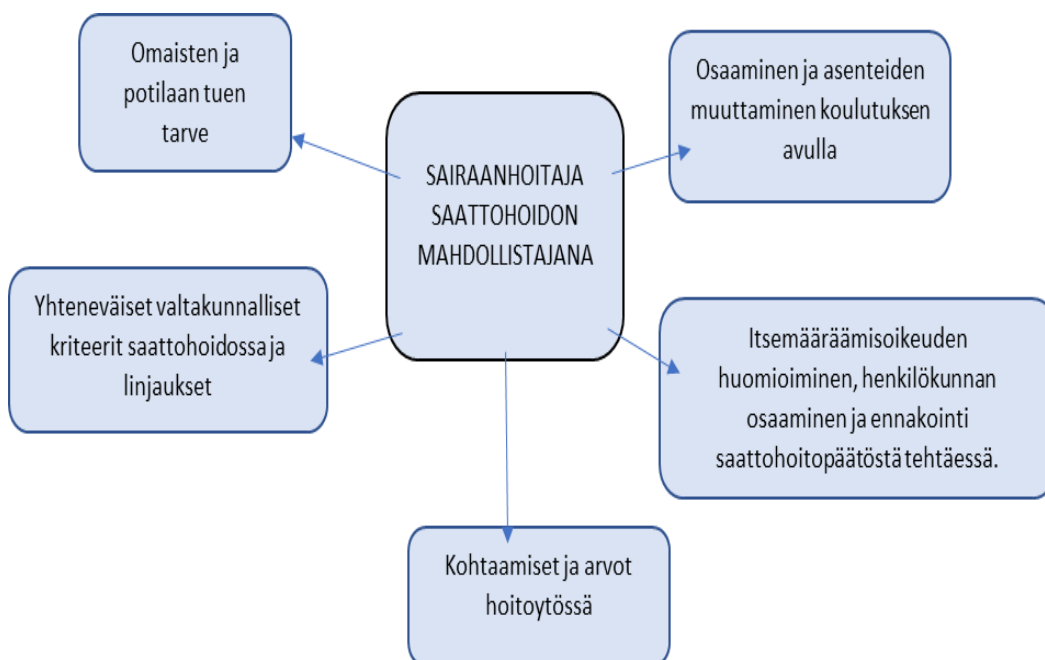 Omaisten ja
potilaan tuen
tarve
Osaaminen ja asenteiden
muuttaminen koulutuksen
avulla
SAIRAANHOITAJA
SAATTOHOIDON
MAHDOLLISTAJANA
Yhteneväiset valtakunnalliset
kriteerit saattohoidossa ja
linjaukset
Itsemääräämisoikeuden
huomioiminen, henkilökunnan
osaaminen ja ennakointi
saattohoitopäätöstä tehtäessä.
Kohtaamiset ja arvot
hoitoytössä